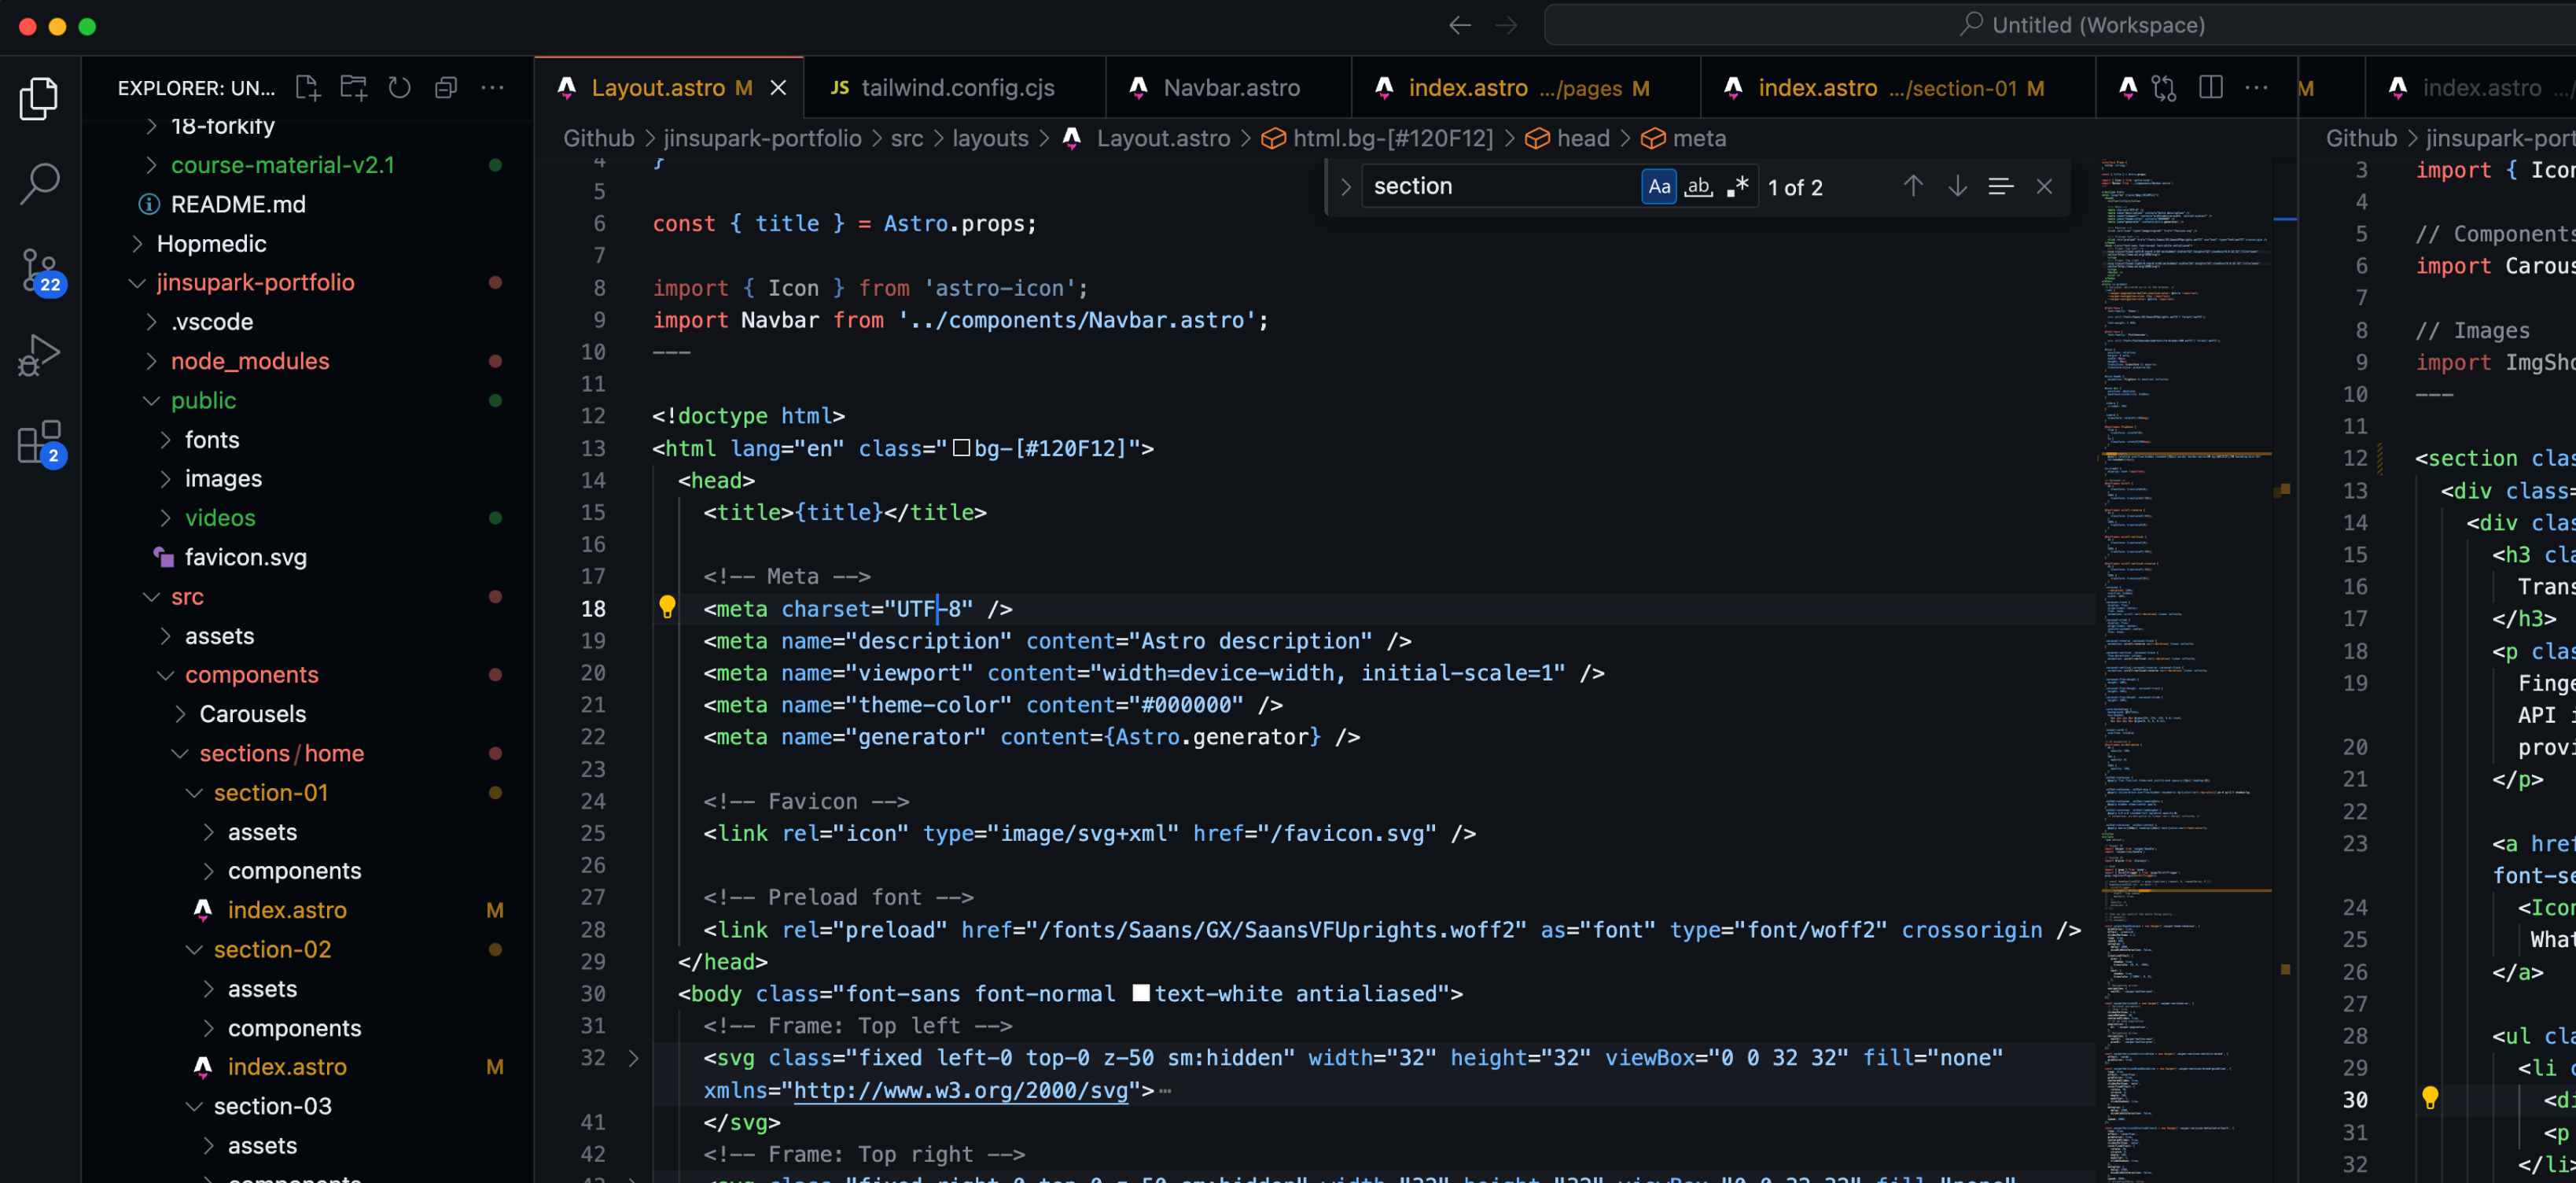 Untitled (Workspace)
EXPLORER: UN...
18-forkify
course-material-v2.1
README.md
Hopmedic
jinsupark-portfolio
.vscode
node_modules
public
fonts
images
videos
favicon.svg
src
assets
components
Carousels
sections/home
section-01
assets
components
index.astro M
section-02
assets
components
index.astro M
section-03
assets
22
2
Layout.astro M
JS tailwind.config.cjs
Navbar.astro
index.astro .../pages M
index.astro .../section-01 M
M
index.astro
Github > jinsupark-portfolio > src > layouts > Layout.astro > html.bg-[#120F12] > head > meta
section
Aa ab .* 1 of 2
4 }
5
6 const { title } = Astro.props;
7
8 import { Icon } from 'astro-icon';
9 import Navbar from '../components/Navbar.astro';
10 ---
11
12 <!doctype html>
13 <html lang="en" class="bg-[#120F12]">
14 <head>
15 <title>{title}</title>
16
17 <!-- Meta -->
18 <meta charset="UTF-8" />
19 <meta name="description" content="Astro description" />
20 <meta name="viewport" content="width=device-width, initial-scale=1" />
21 <meta name="theme-color" content="#000000" />
22 <meta name="generator" content={Astro.generator} />
23
24 <!-- Favicon -->
25 <link rel="icon" type="image/svg+xml" href="/favicon.svg" />
26
27 <!-- Preload font -->
28 <link rel="preload" href="/fonts/Saans/GX/SaansVFUprights.woff2" as="font" type="font/woff2" crossorigin />
29 </head>
30 <body class="font-sans font-normal text-white antialiased">
31 <!-- Frame: Top left -->
32 <svg class="fixed left-0 top-0 z-50 sm:hidden" width="32" height="32" viewBox="0 0 32 32" fill="none"
xmlns="http://www.w3.org/2000/svg">
41 </svg>
42 <!-- Frame: Top right -->
Github > jinsupark-port
3 import { Icon
4
5 // Components
6 import Carous
7
8 // Images
9 import ImgSho
10 ---
11
12 <section clas
13 <div class=
14 <div clas
15 <h3 cla
16 Trans
17 </h3>
18 <p clas
19 Finge
API i
20 provi
21 </p>
22
23 <a href
font-se
24 <Icon
25 What
26 </a>
27
28 <ul cla
29 <li c
30 <di
31 <p
32 </li>